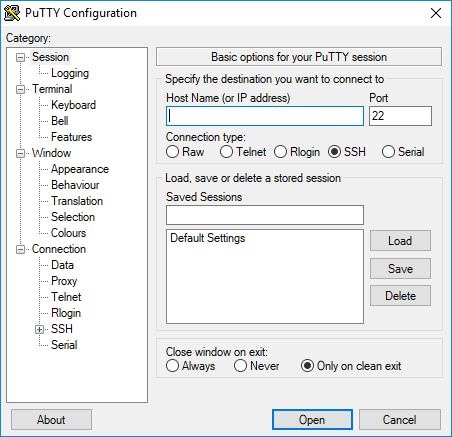 PuTTY Configuration
Category:
Session
Logging
Terminal
Keyboard
Bell
Features
Window
Appearance
Behaviour
Translation
Selection
Colours
Connection
Data
Proxy
Telnet
Rlogin
SSH
Serial
Basic options for your PuTTY session
Specify the destination you want to connect to
Host Name (or IP address) Port
22
Connection type:
Raw Telnet Rlogin SSH Serial
Load, save or delete a stored session
Saved Sessions
Default Settings
Load
Save
Delete
Close window on exit:
Always Never Only on clean exit
About Open Cancel